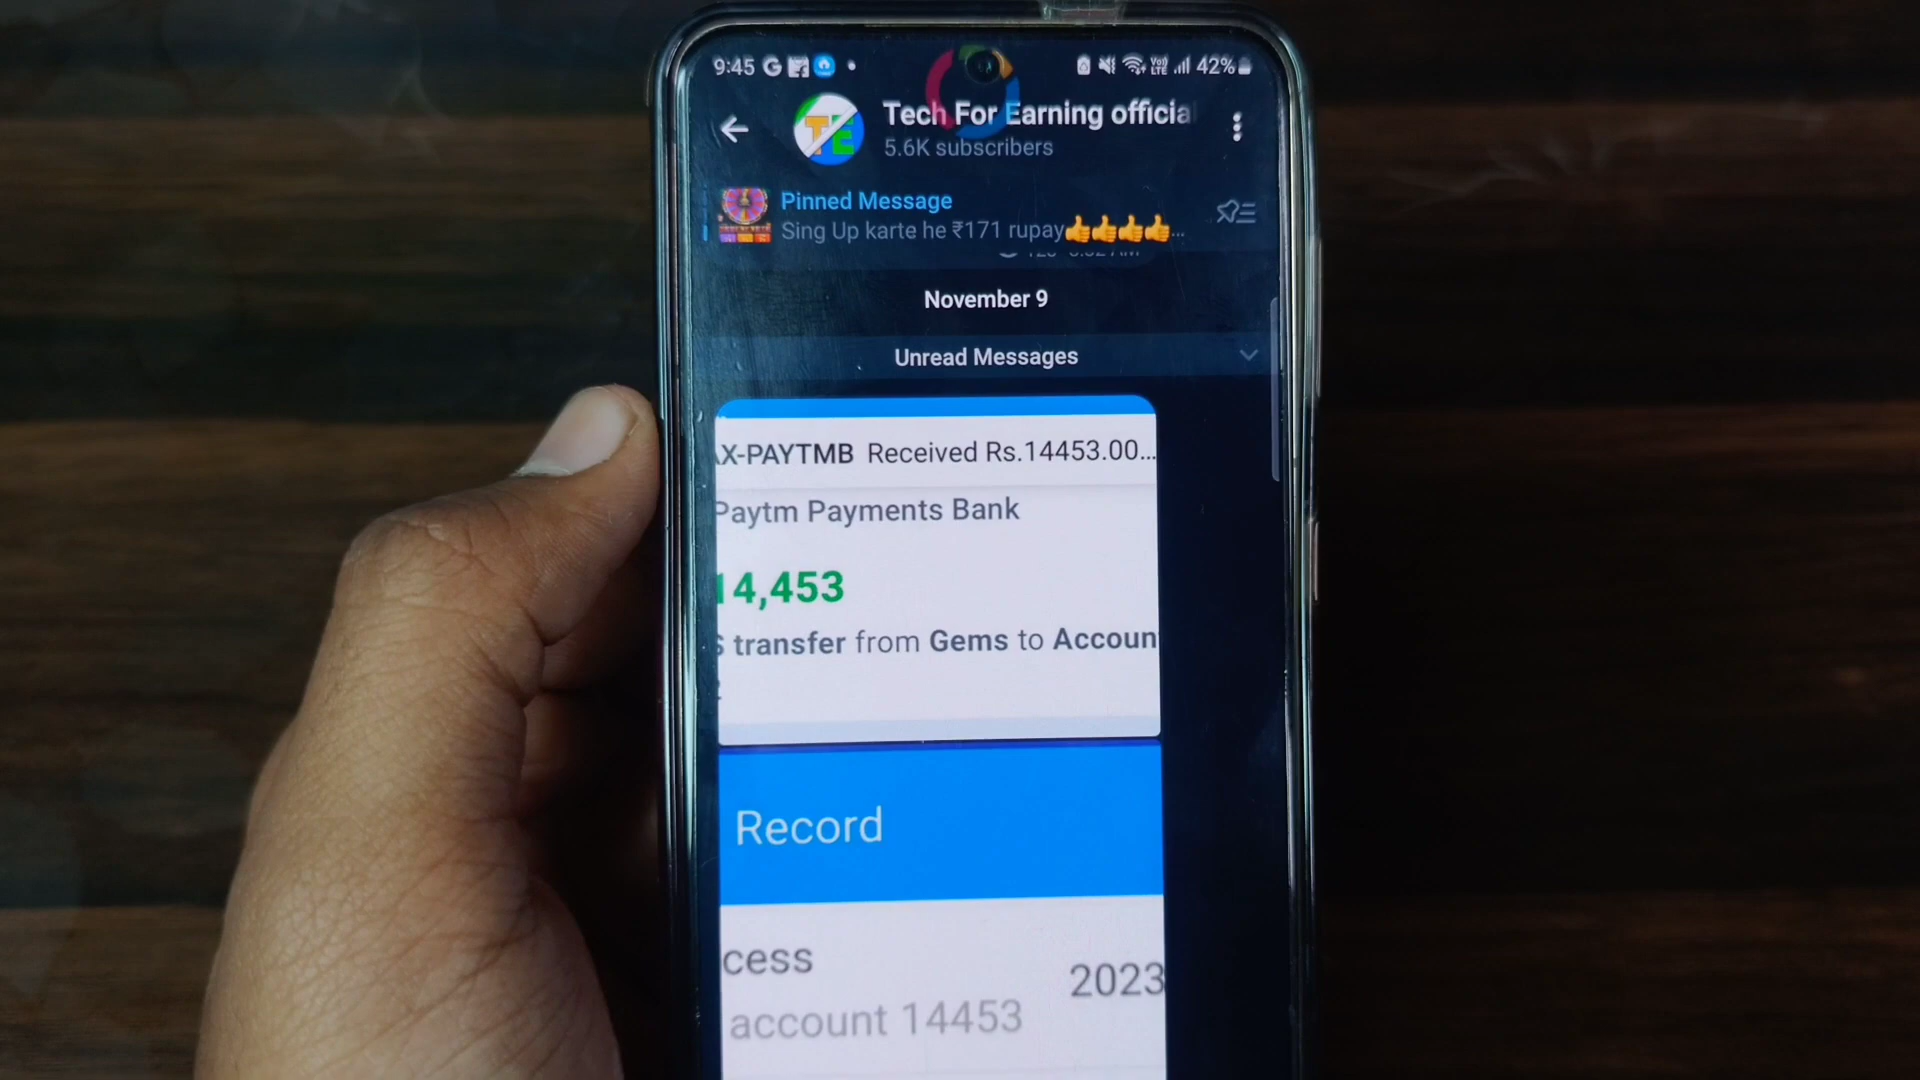 9:45
42%
Tech For Earning officia
5.6K subscribers
TE
Pinned Message
Sing Up karte he ₹171 rupay👍👍👍👍...
November 9
Unread Messages
X-PAYTMB Received Rs.14453.00...
Paytm Payments Bank
14,453
S transfer from Gems to Accoun
Record
cess
2023
account 14453